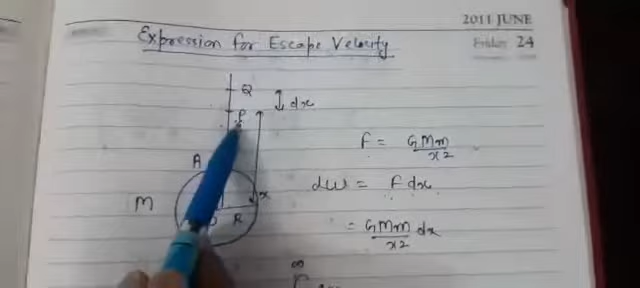 2011 JUNE
Friday 24
Expression for Escape Velocity
Q
dx
P
A
x
M
R
F = GMm/x2
dw = F dx
= GMm/x2 dx
∞